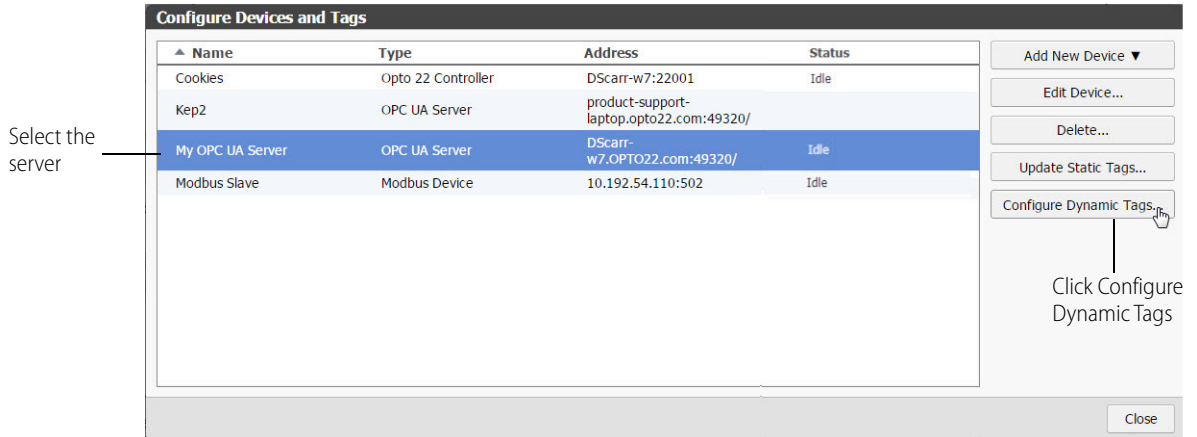 Configure Devices and Tags
▲ Name Type Address Status
Cookies Opto 22 Controller DScarr-w7:22001 Idle
Kep2 OPC UA Server product-support-
laptop.opto22.com:49320/
My OPC UA Server OPC UA Server DScarr-
w7.OPTO22.com:49320/ Idle
Modbus Slave Modbus Device 10.192.54.110:502 Idle
Add New Device ▼
Edit Device...
Delete...
Update Static Tags...
Configure Dynamic Tags...
Select the
server
Click Configure
Dynamic Tags
Close